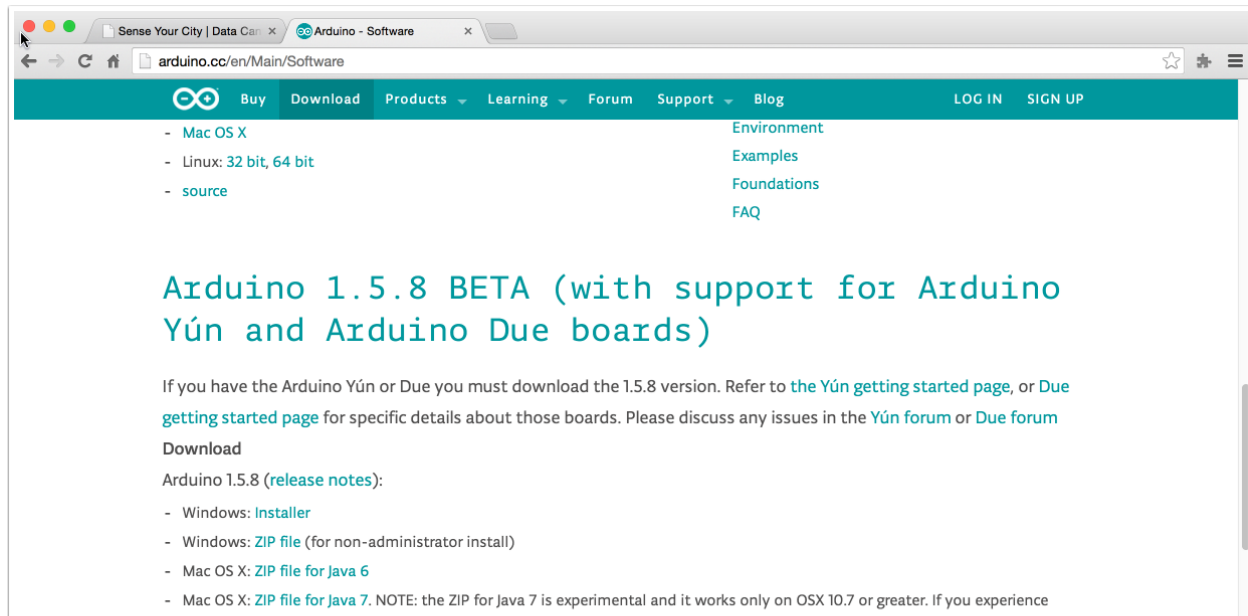 Sense Your City | Data Can
Arduino - Software
arduino.cc/en/Main/Software
Buy Download Products Learning Forum Support Blog LOG IN SIGN UP
- Mac OS X
- Linux: 32 bit, 64 bit
- source
Environment
Examples
Foundations
FAQ
Arduino 1.5.8 BETA (with support for Arduino
Yún and Arduino Due boards)
If you have the Arduino Yún or Due you must download the 1.5.8 version. Refer to the Yún getting started page, or Due
getting started page for specific details about those boards. Please discuss any issues in the Yún forum or Due forum
Download
Arduino 1.5.8 (release notes):
- Windows: Installer
- Windows: ZIP file (for non-administrator install)
- Mac OS X: ZIP file for Java 6
- Mac OS X: ZIP file for Java 7. NOTE: the ZIP for Java 7 is experimental and it works only on OSX 10.7 or greater. If you experience